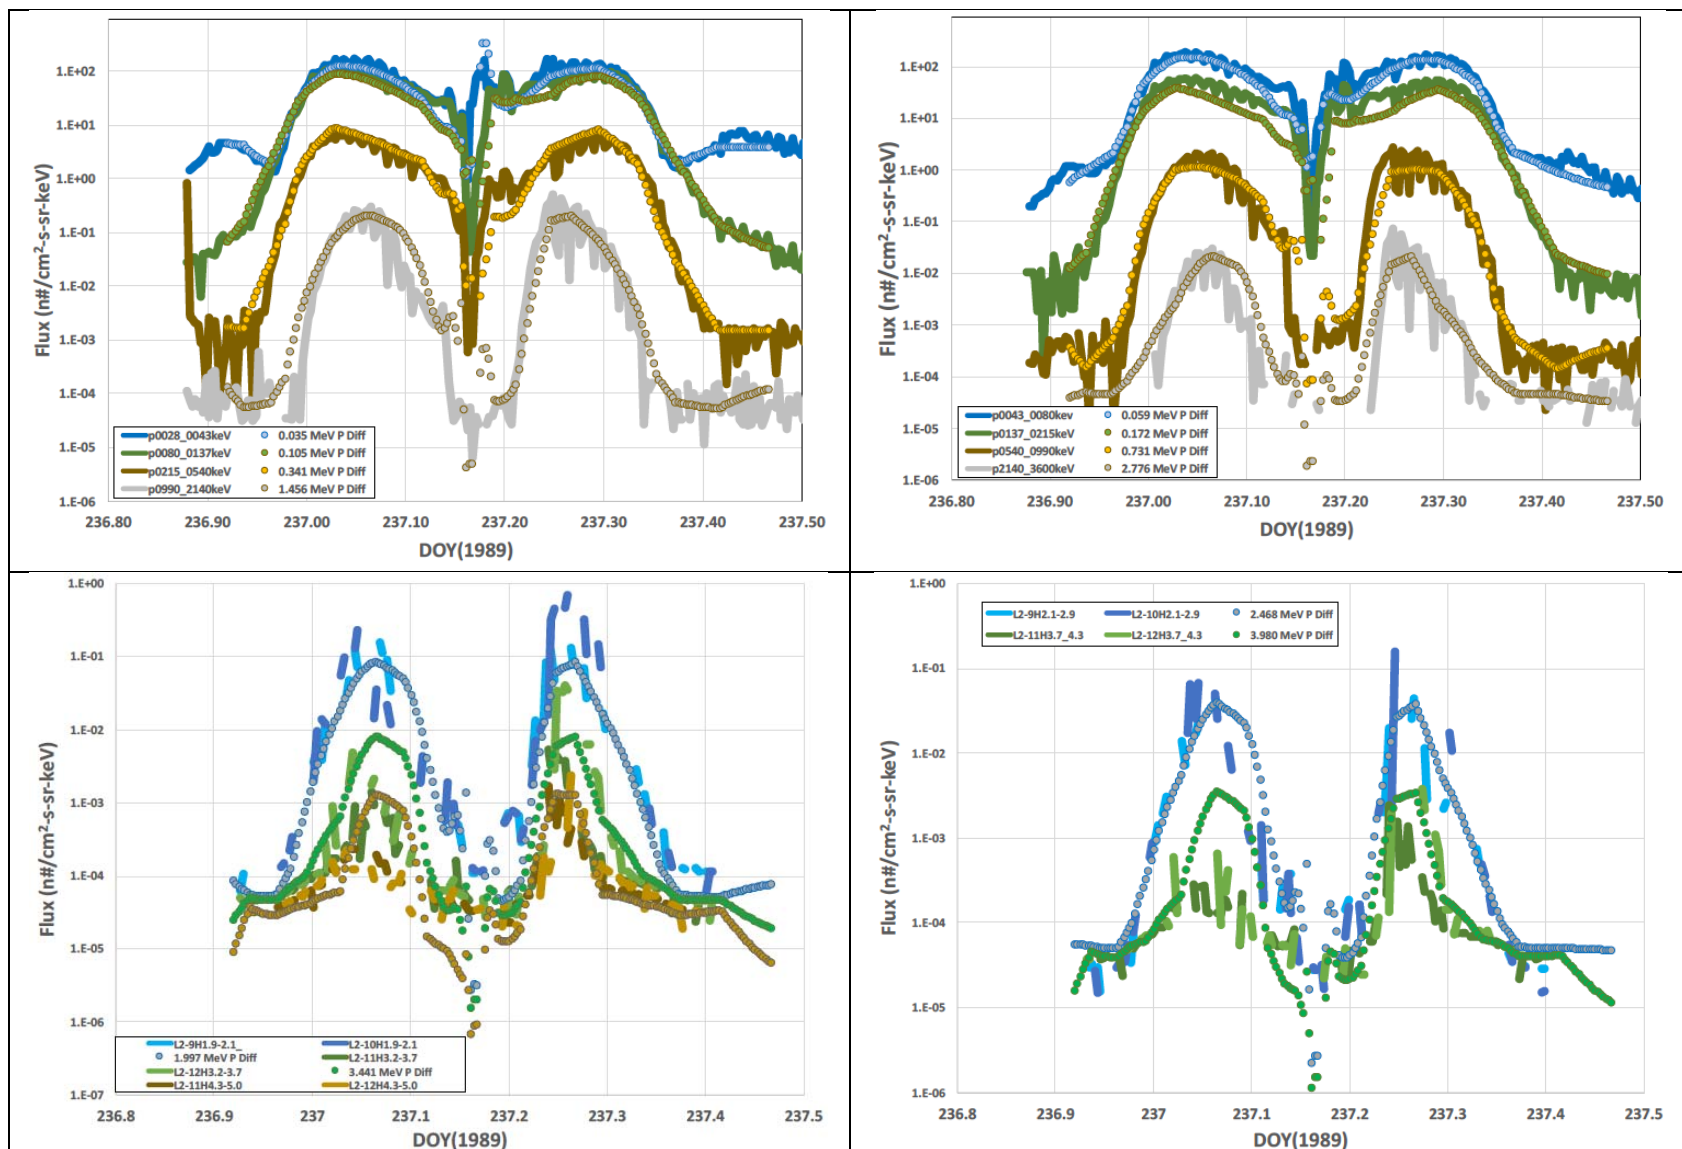 1.E+02
1.E+01
1.E+00
1.E-01
1.E-02
1.E-03
1.E-04
1.E-05
1.E-06
Flux (n#/cm2-s-sr-keV)
p0028_0043keV 0.035 MeV P Diff
p0080_0137keV 0.105 MeV P Diff
p0215_0540keV 0.341 MeV P Diff
p0990_2140keV 1.456 MeV P Diff
236.80 236.90 237.00 237.10 237.20 237.30 237.40 237.50
DOY(1989)
1.E+02
1.E+01
1.E+00
1.E-01
1.E-02
1.E-03
1.E-04
1.E-05
1.E-06
Flux (n#/cm2-s-sr-keV)
p0043_0080kev 0.059 MeV P Diff
p0137_0215keV 0.172 MeV P Diff
p0540_0990keV 0.731 MeV P Diff
p2140_3600keV 2.776 MeV P Diff
236.80 236.90 237.00 237.10 237.20 237.30 237.40 237.50
DOY(1989)
1.E+00
1.E-01
1.E-02
1.E-03
1.E-04
1.E-05
1.E-06
1.E-07
Flux (n#/cm2-s-sr-keV)
L2-9H1.9-2.1_ L2-10H1.9-2.1
1.997 MeV P Diff L2-11H3.2-3.7
L2-12H3.2-3.7 3.441 MeV P Diff
L2-11H4.3-5.0 L2-12H4.3-5.0
236.8 236.9 237 237.1 237.2 237.3 237.4 237.5
DOY(1989)
1.E+00
1.E-01
1.E-02
1.E-03
1.E-04
1.E-05
1.E-06
Flux (n#/cm2-s-sr-keV)
L2-9H2.1-2.9 L2-10H2.1-2.9 2.468 MeV P Diff
L2-11H3.7_4.3 L2-12H3.7_4.3 3.980 MeV P Diff
236.8 236.9 237 237.1 237.2 237.3 237.4 237.5
DOY(1989)